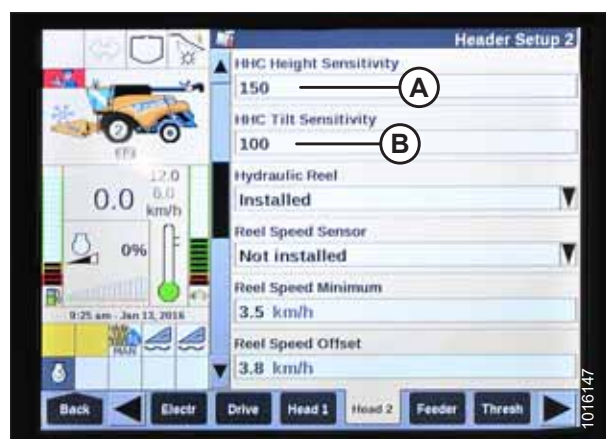 Header Setup 2
HHC Height Sensitivity
150
A
HHC Tilt Sensitivity
100
B
Hydraulic Reel
Installed
Reel Speed Sensor
Not installed
Reel Speed Minimum
3.5 km/h
Reel Speed Offset
3.8 km/h
2
12.0
0.0
6.0
km/h
0%
9:25 am - Jan 13, 2016
MAN
Back
Electr
Drive
Head 1
Head 2
Feeder
Thresh
1016147